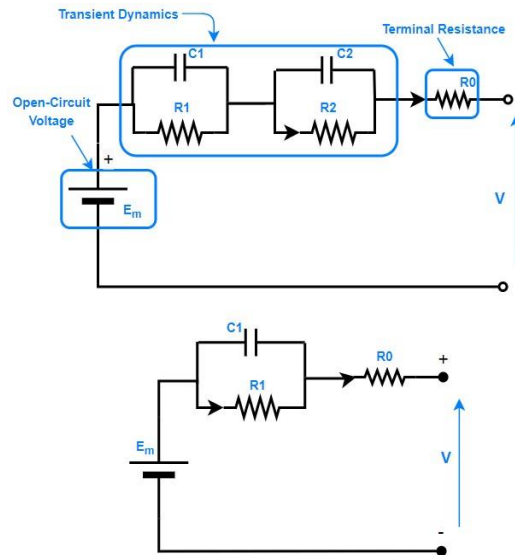 Transient Dynamics
Terminal Resistance
C1
C2
R0
R1
R2
Open-Circuit
Voltage
+
Em
V
C1
R0
+
R1
Em
V
-